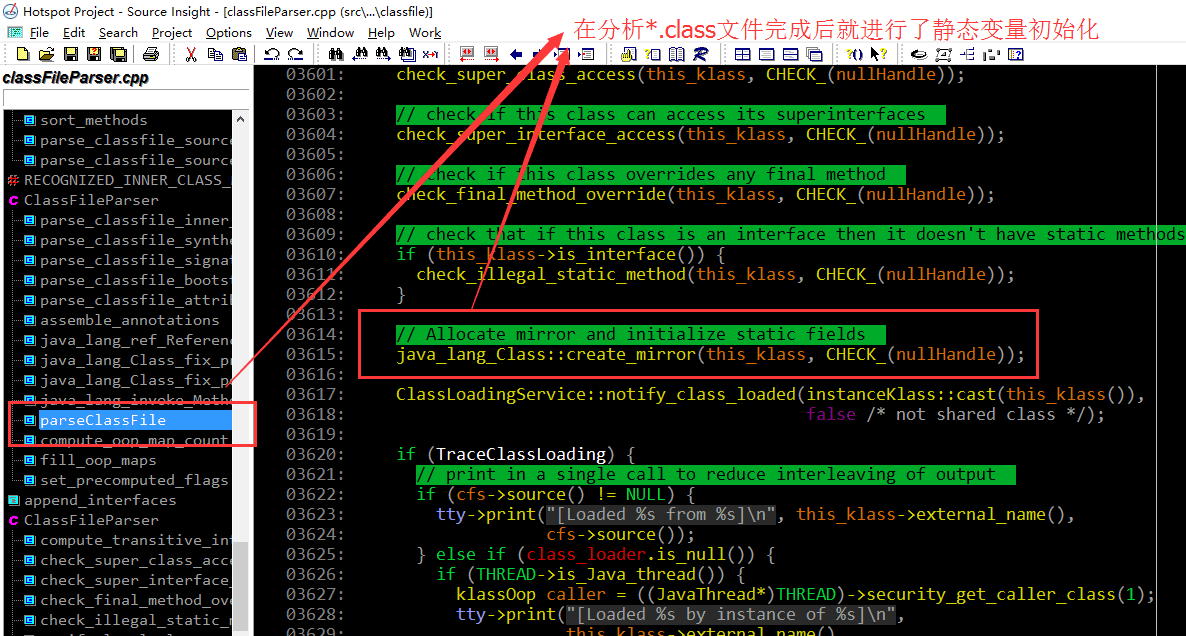 Hotspot Project - Source Insight - [classFileParser.cpp (src\...\classfile)]
File Edit Search Project Options View Window Help Work
在分析*.class文件完成后就进行了静态变量初始化
classFileParser.cpp
sort_methods
parse_classfile_source
parse_classfile_source
RECOGNIZED_INNER_CLASS_
ClassFileParser
parse_classfile_inner_
parse_classfile_synthe
parse_classfile_signat
parse_classfile_bootst
parse_classfile_attrib
assemble_annotations
java_lang_ref_Referenc
java_lang_Class_fix_pr
java_lang_Class_fix_po
java_lang_invoke_Metho
parseClassFile
compute_oop_map_count
fill_oop_maps
set_precomputed_flags
append_interfaces
ClassFileParser
compute_transitive_int
check_super_class_acce
check_super_interface_
check_final_method_ove
check_illegal_static_m
03601: check_super_class_access(this_klass, CHECK_(nullHandle));
03602:
03603: // check if this class can access its superinterfaces
03604: check_super_interface_access(this_klass, CHECK_(nullHandle));
03605:
03606: // check if this class overrides any final method
03607: check_final_method_override(this_klass, CHECK_(nullHandle));
03608:
03609: // check that if this class is an interface then it doesn't have static methods
03610: if (this_klass->is_interface()) {
03611: check_illegal_static_method(this_klass, CHECK_(nullHandle));
03612: }
03613:
03614: // Allocate mirror and initialize static fields
03615: java_lang_Class::create_mirror(this_klass, CHECK_(nullHandle));
03616:
03617: ClassLoadingService::notify_class_loaded(instanceKlass::cast(this_klass()),
03618: false /* not shared class */);
03619:
03620: if (TraceClassLoading) {
03621: // print in a single call to reduce interleaving of output
03622: if (cfs->source() != NULL) {
03623: tty->print("[Loaded %s from %s]\n", this_klass->external_name(),
03624: cfs->source());
03625: } else if (class_loader.is_null()) {
03626: if (THREAD->is_Java_thread()) {
03627: klassOop caller = ((JavaThread*)THREAD)->security_get_caller_class(1);
03628: tty->print("[Loaded %s by instance of %s]\n",
03629: this_klass->external_name(),